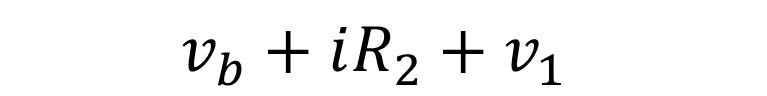 v_b + iR_2 + v_1